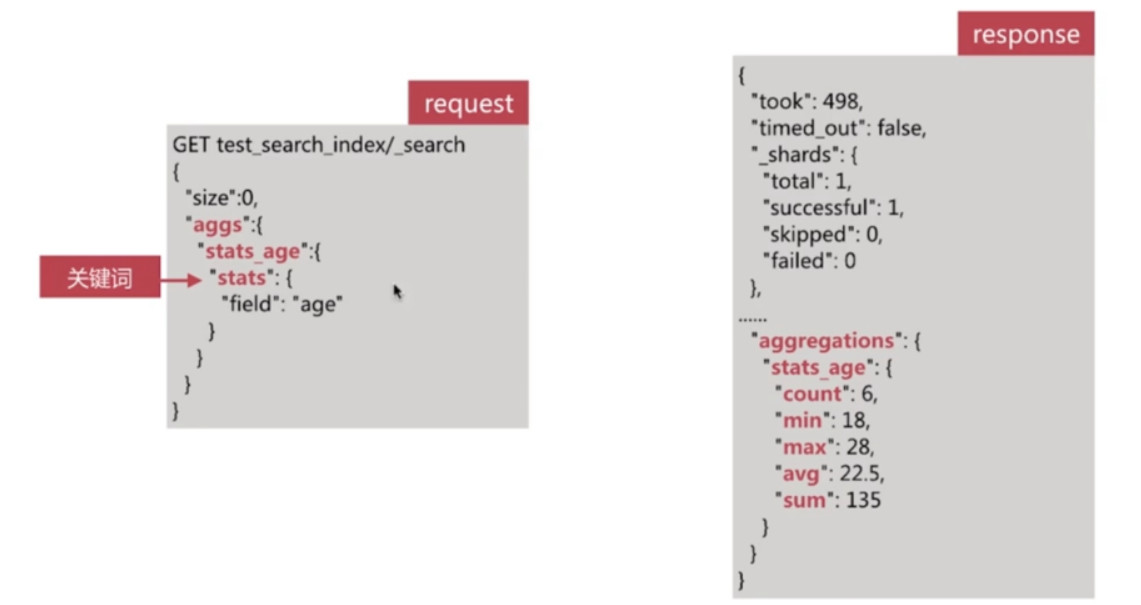 request
GET test_search_index/_search
{
"size":0,
"aggs":{
"stats_age":{
关键词
"stats": {
"field": "age"
}
}
}
}
response
{
"took": 498,
"timed_out": false,
"_shards": {
"total": 1,
"successful": 1,
"skipped": 0,
"failed": 0
},
......
"aggregations": {
"stats_age": {
"count": 6,
"min": 18,
"max": 28,
"avg": 22.5,
"sum": 135
}
}
}